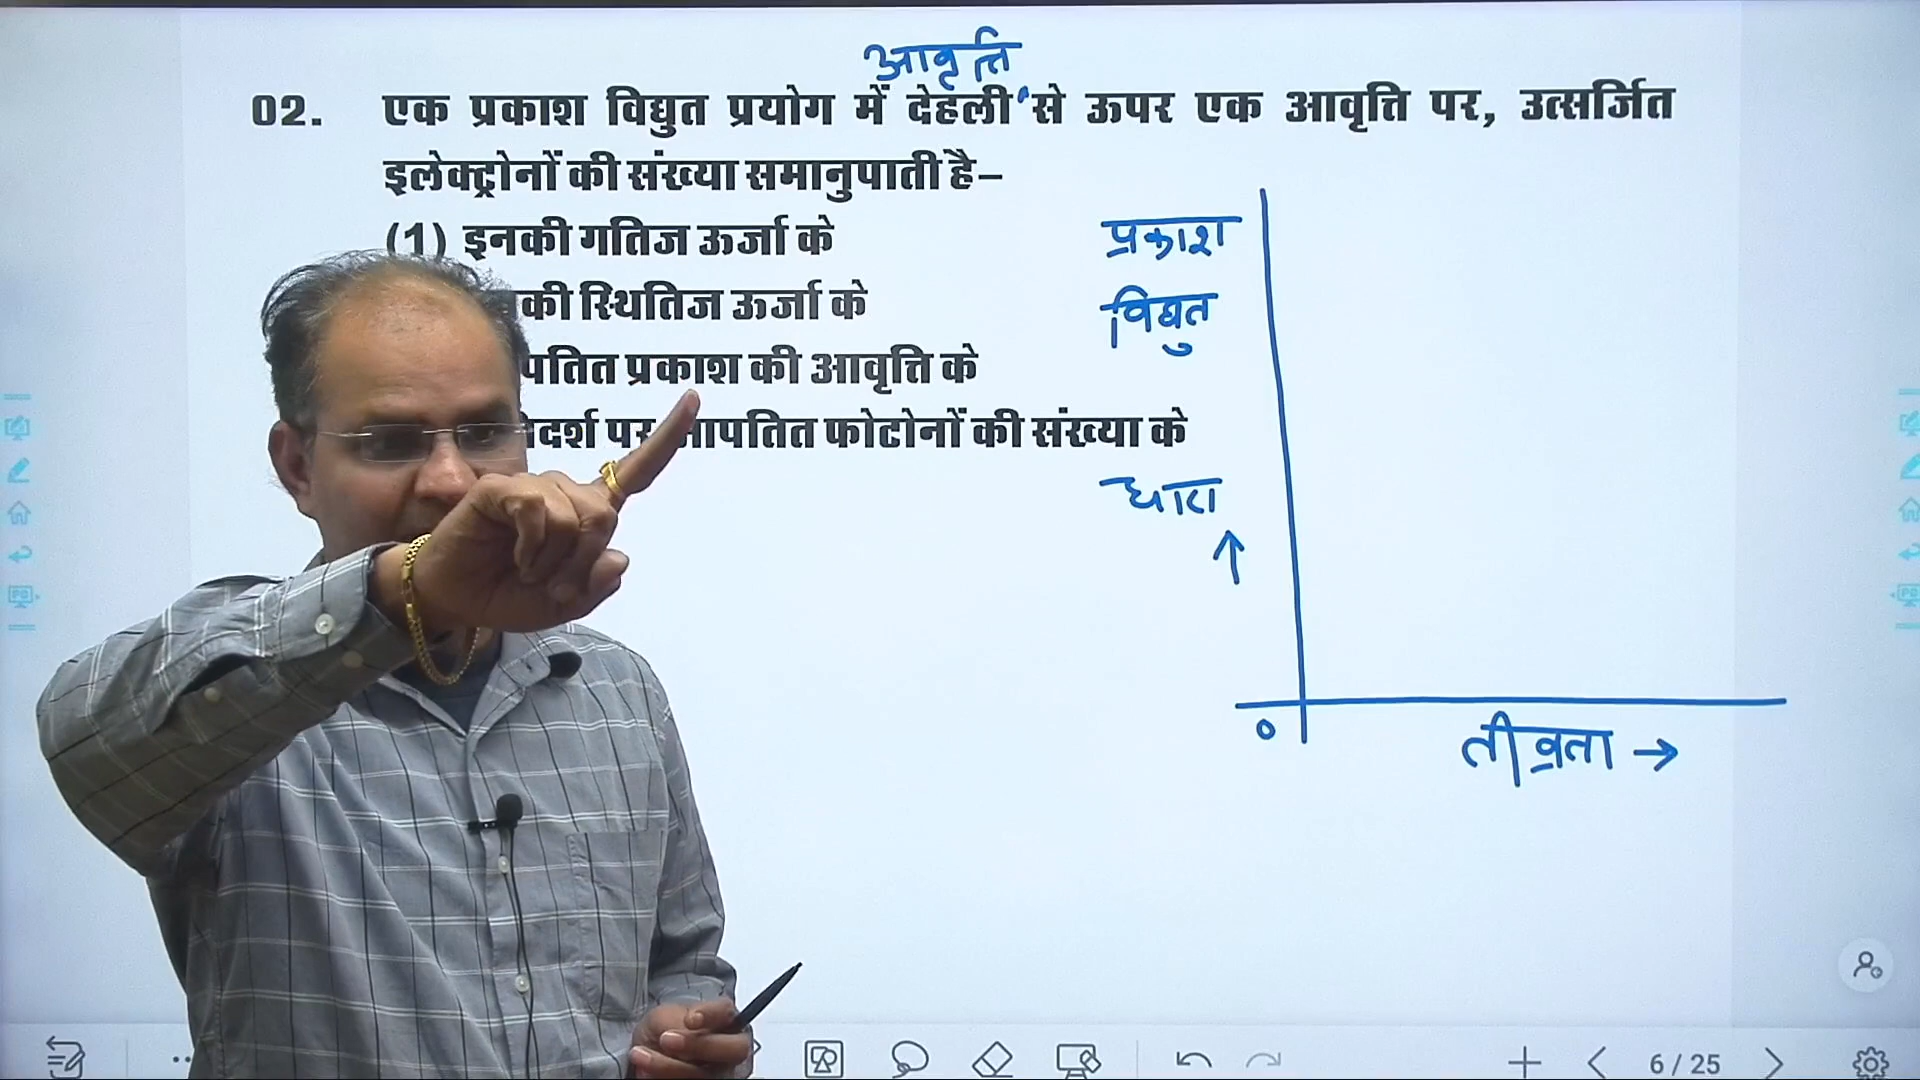 आवृत्ति
02. एक प्रकाश विद्युत प्रयोग में देहली से ऊपर एक आवृत्ति पर, उत्सर्जित
इलेक्ट्रोनों की संख्या समानुपाती है–
(1) इनकी गतिज ऊर्जा के
की स्थितिज ऊर्जा के
पतित प्रकाश की आवृत्ति के
पर आपतित फोटोनों की संख्या के
प्रकाश
विद्युत
धारा
↑
0
तीव्रता →
6 / 25